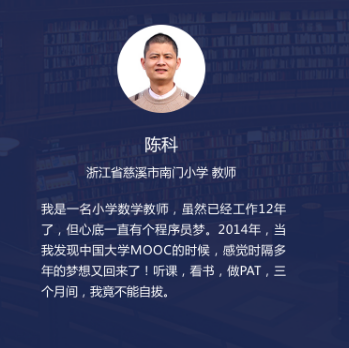 陈科
浙江省慈溪市南门小学 教师
我是一名小学数学教师，虽然已经工作12年
了，但心底一直有个程序员梦。2014年，当
我发现中国大学MOOC的时候，感觉时隔多
年的梦想又回来了！听课，看书，做PAT，三
个月间，我竟不能自拔。